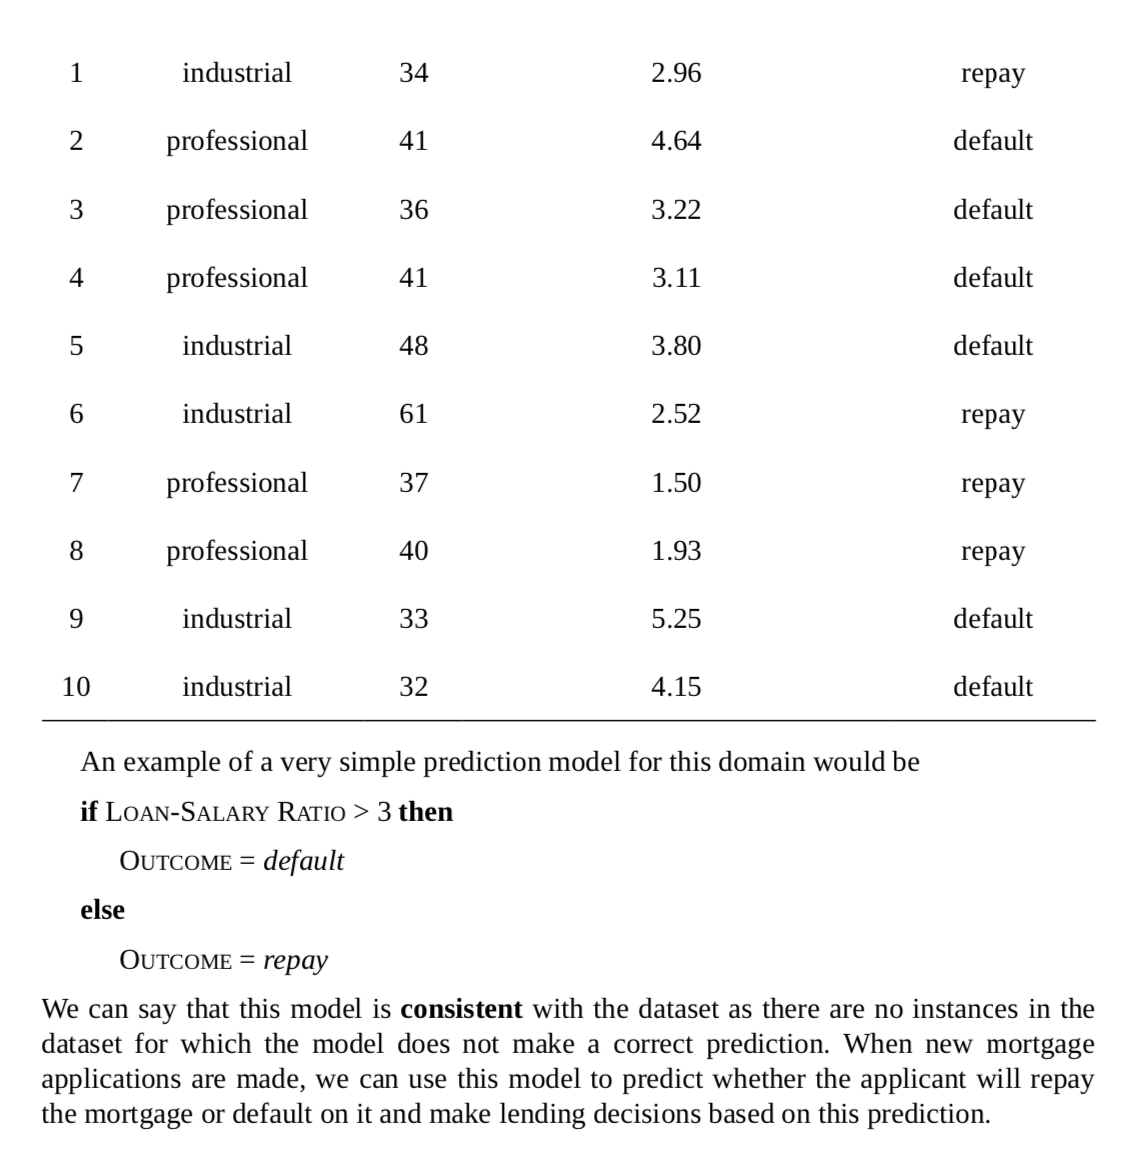 1 industrial 34 2.96 repay
2 professional 41 4.64 default
3 professional 36 3.22 default
4 professional 41 3.11 default
5 industrial 48 3.80 default
6 industrial 61 2.52 repay
7 professional 37 1.50 repay
8 professional 40 1.93 repay
9 industrial 33 5.25 default
10 industrial 32 4.15 default
An example of a very simple prediction model for this domain would be
if LOAN-SALARY RATIO > 3 then
OUTCOME = default
else
OUTCOME = repay
We can say that this model is consistent with the dataset as there are no instances in the
dataset for which the model does not make a correct prediction. When new mortgage
applications are made, we can use this model to predict whether the applicant will repay
the mortgage or default on it and make lending decisions based on this prediction.